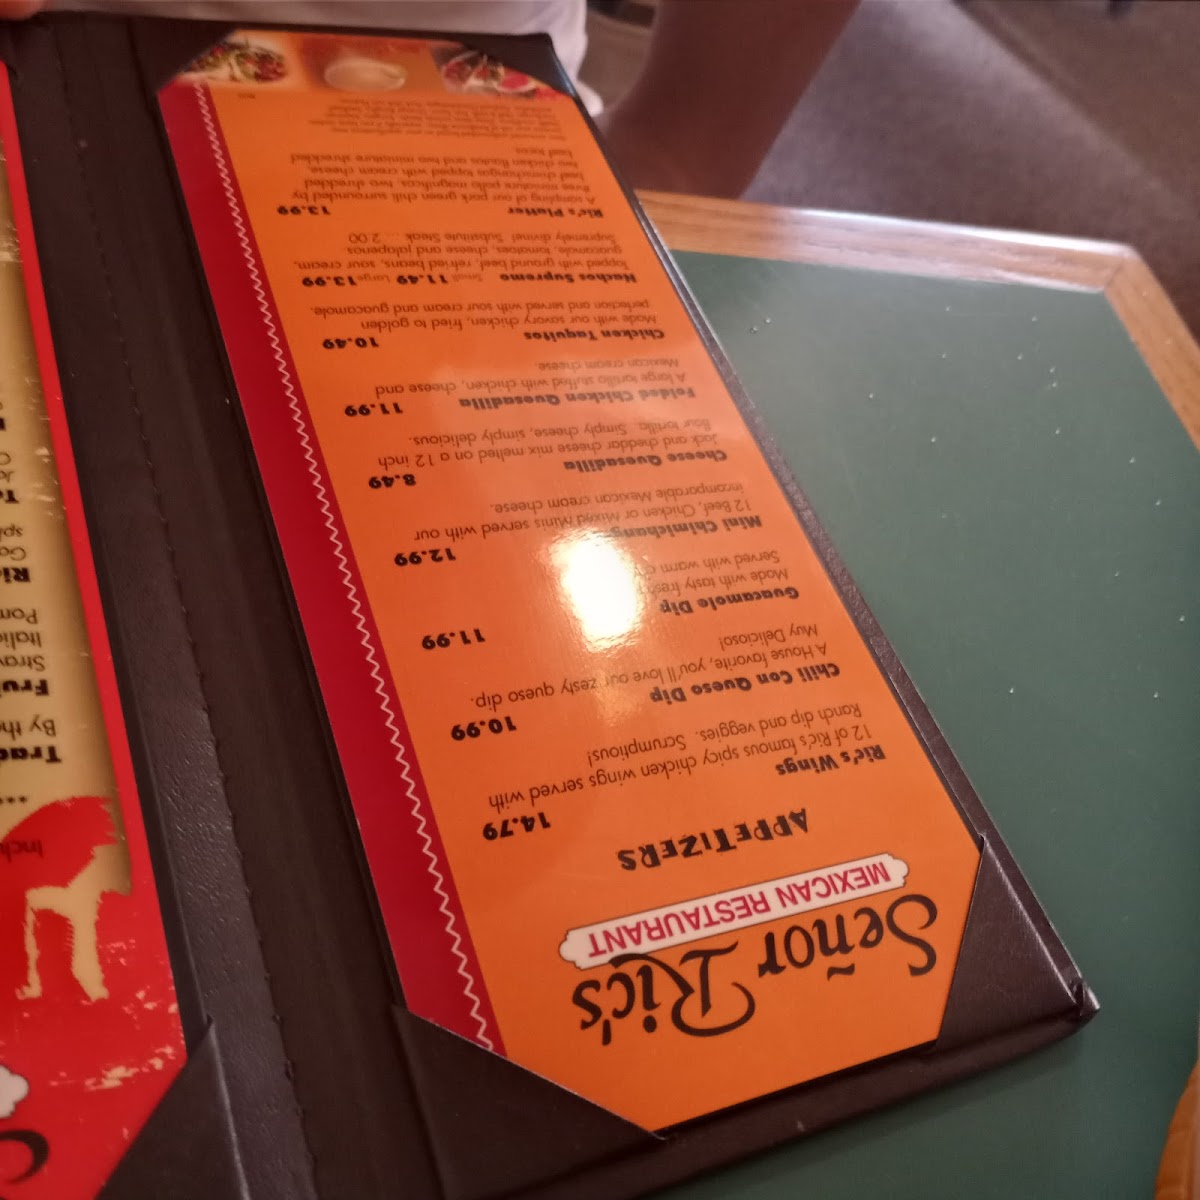 Señor Ric's
MEXICAN RESTAURANT
APPETIZERS
Ric's Wings 14.79
12 of Ric's famous spicy chicken wings served with
Ranch dip and veggies. Scrumptious!
Chili Con Queso Dip 10.99
A House favorite, you'll love our zesty queso dip.
Muy Delicioso!
Guacamole Dip 11.99
Made with tasty fresh
Served with warm
Mini Chimichangas 12.99
12 Beef, Chicken or Mixed Minis served with our
incomparable Mexican cream cheese.
Cheese Quesadilla 8.49
Jack and cheddar cheese mix melted on a 12 inch
flour tortilla. Simply cheese, simply delicious.
Folded Chicken Quesadilla 11.99
A large tortilla stuffed with chicken, cheese and
Mexican cream cheese.
Chicken Taquitos 10.49
Made with our savory chicken, fried to golden
perfection and served with sour cream and guacamole.
Nachos Supremo Small 11.49 Large 13.99
Topped with ground beef, refried beans, sour cream,
guacamole, tomatoes, cheese and jalapenos.
Supremely divine! Substitute Steak ... 2.00
Ric's Platter 13.99
A sampling of our pork green chili surrounded by
three miniature pollo magnificos, two shredded
beef chimichangas topped with cream cheese,
two chicken flautas and two miniature shredded
beef tacos.